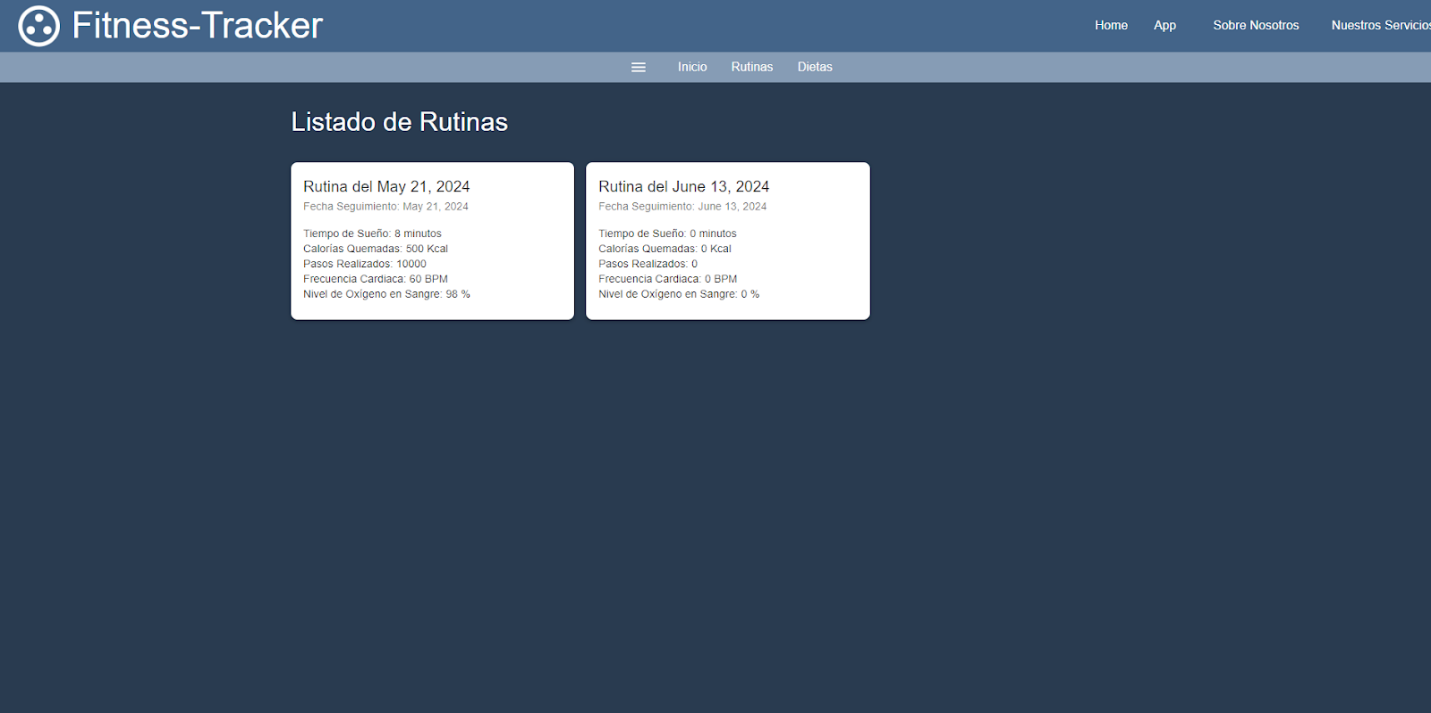 Fitness-Tracker
Home App Sobre Nosotros Nuestros Servicios
Inicio Rutinas Dietas
Listado de Rutinas
Rutina del May 21, 2024
Fecha Seguimiento: May 21, 2024
Tiempo de Sueño: 8 minutos
Calorías Quemadas: 500 Kcal
Pasos Realizados: 10000
Frecuencia Cardiaca: 60 BPM
Nivel de Oxígeno en Sangre: 98 %
Rutina del June 13, 2024
Fecha Seguimiento: June 13, 2024
Tiempo de Sueño: 0 minutos
Calorías Quemadas: 0 Kcal
Pasos Realizados: 0
Frecuencia Cardiaca: 0 BPM
Nivel de Oxígeno en Sangre: 0 %